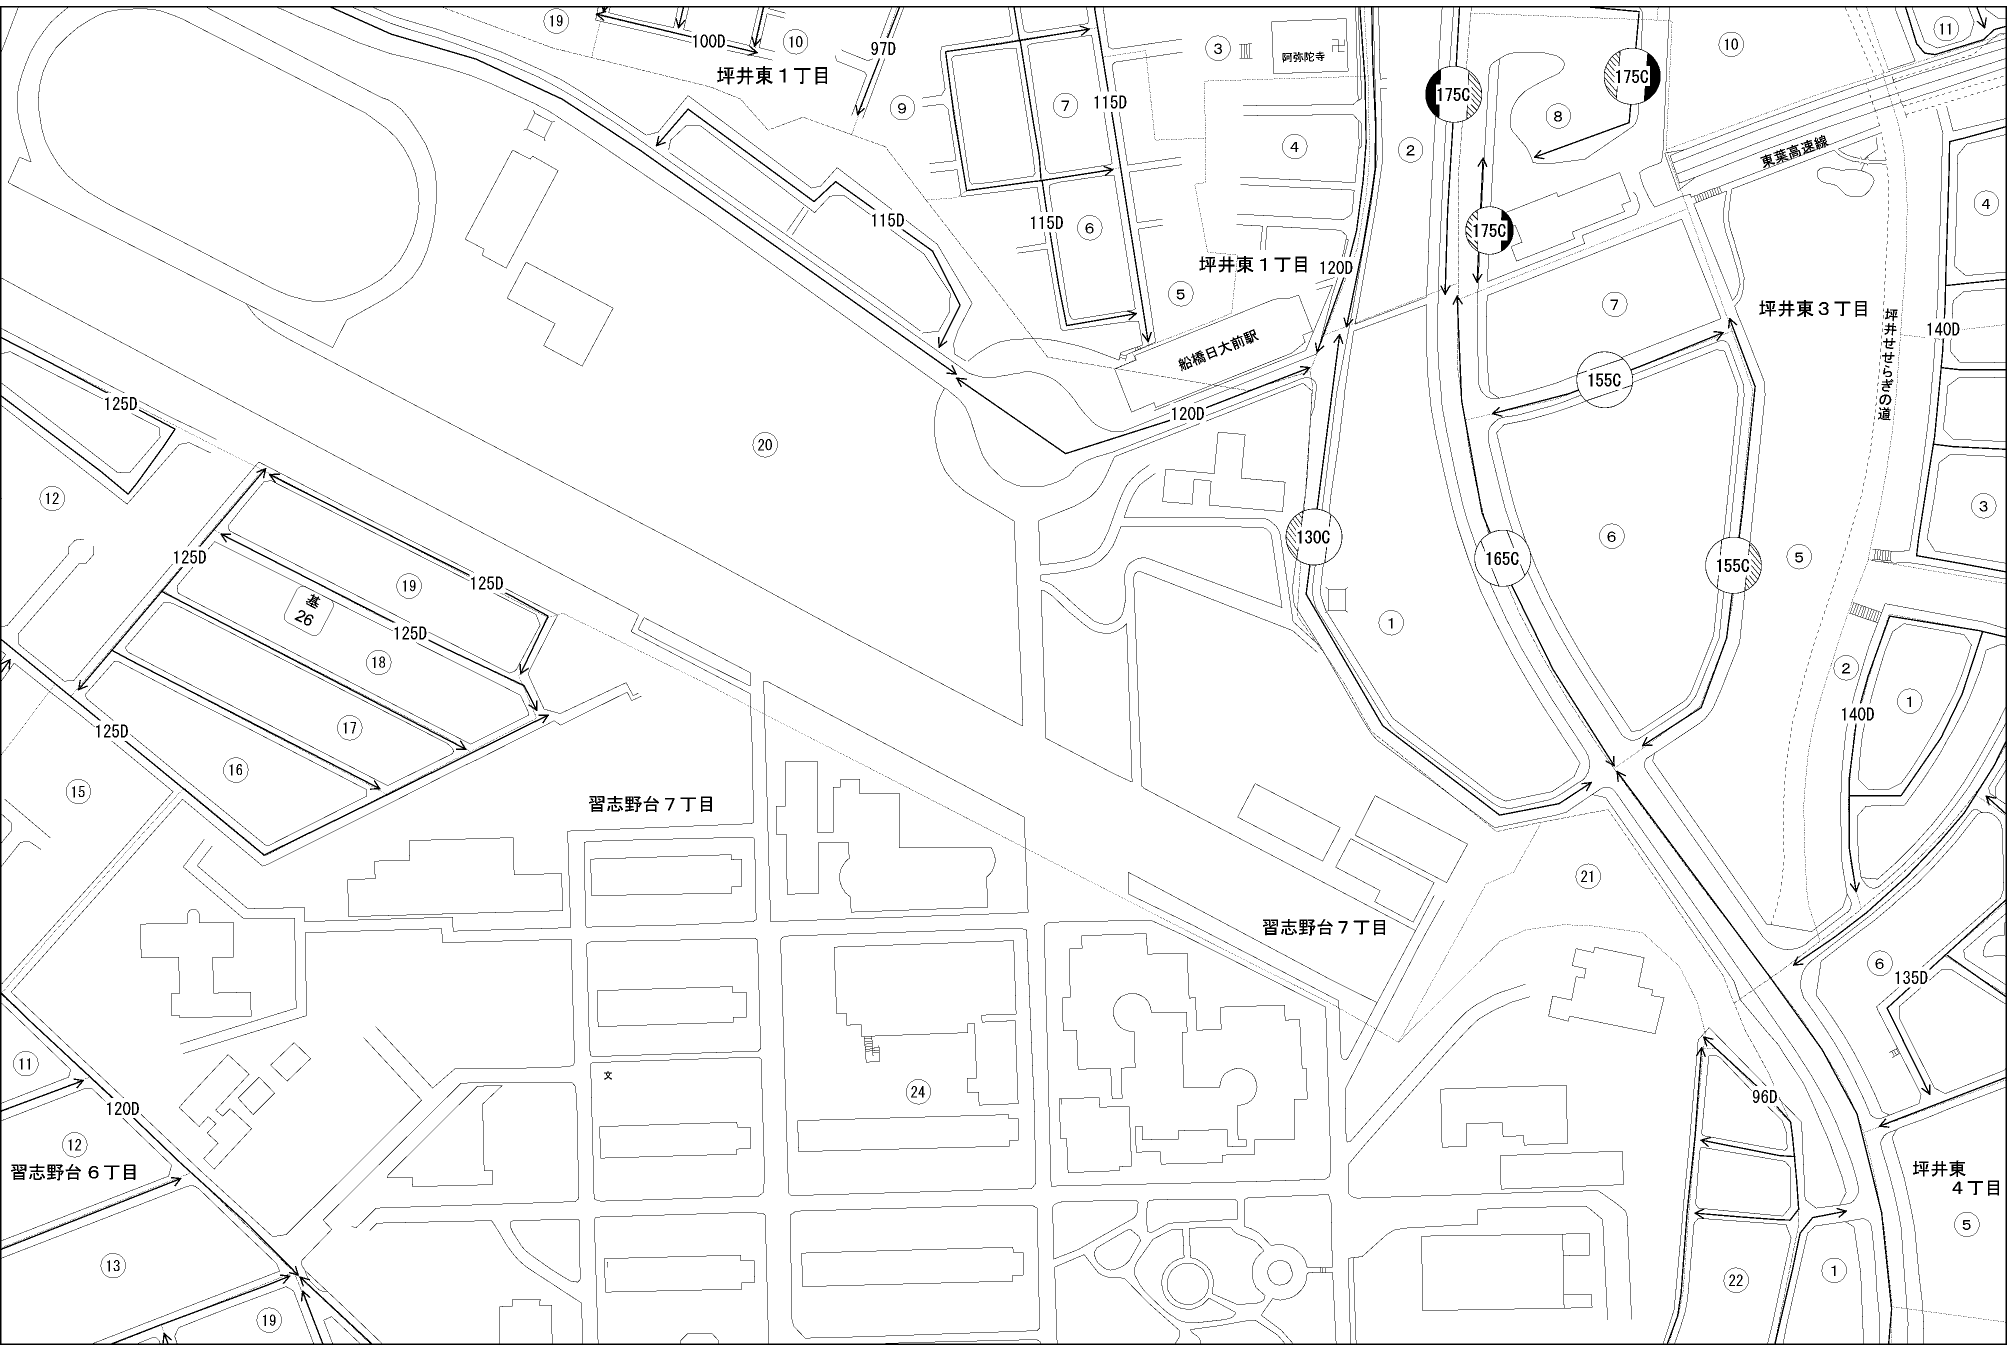 19
100D
10
97D
坪井東1丁目
③
阿弥陀寺
卍
10
11
175C
175C
⑨
⑦
115D
⑧
④
②
東葉高速線
④
175C
115D
115D
⑥
坪井東1丁目
120D
⑤
⑦
坪井東3丁目
坪井せせらぎの道
140D
船橋日大前駅
155C
125D
120D
20
12
③
130C
⑥
165C
155C
⑤
125D
19
125D
基
26
125D
18
①
②
①
140D
17
125D
16
15
習志野台7丁目
21
習志野台7丁目
⑥
135D
11
文
24
96D
120D
12
習志野台6丁目
坪井東
4丁目
⑤
13
22
①
19